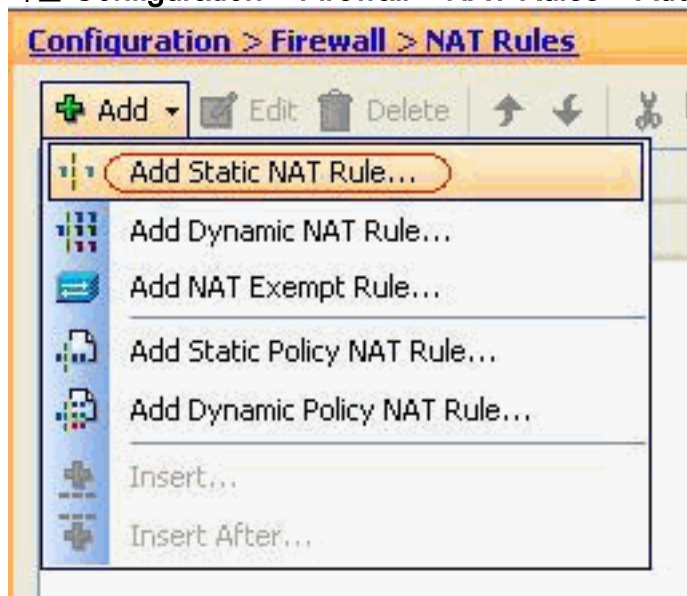 Configuration > Firewall > NAT Rules
Add Edit Delete
Add Static NAT Rule...
Add Dynamic NAT Rule...
Add NAT Exempt Rule...
Add Static Policy NAT Rule...
Add Dynamic Policy NAT Rule...
Insert...
Insert After...